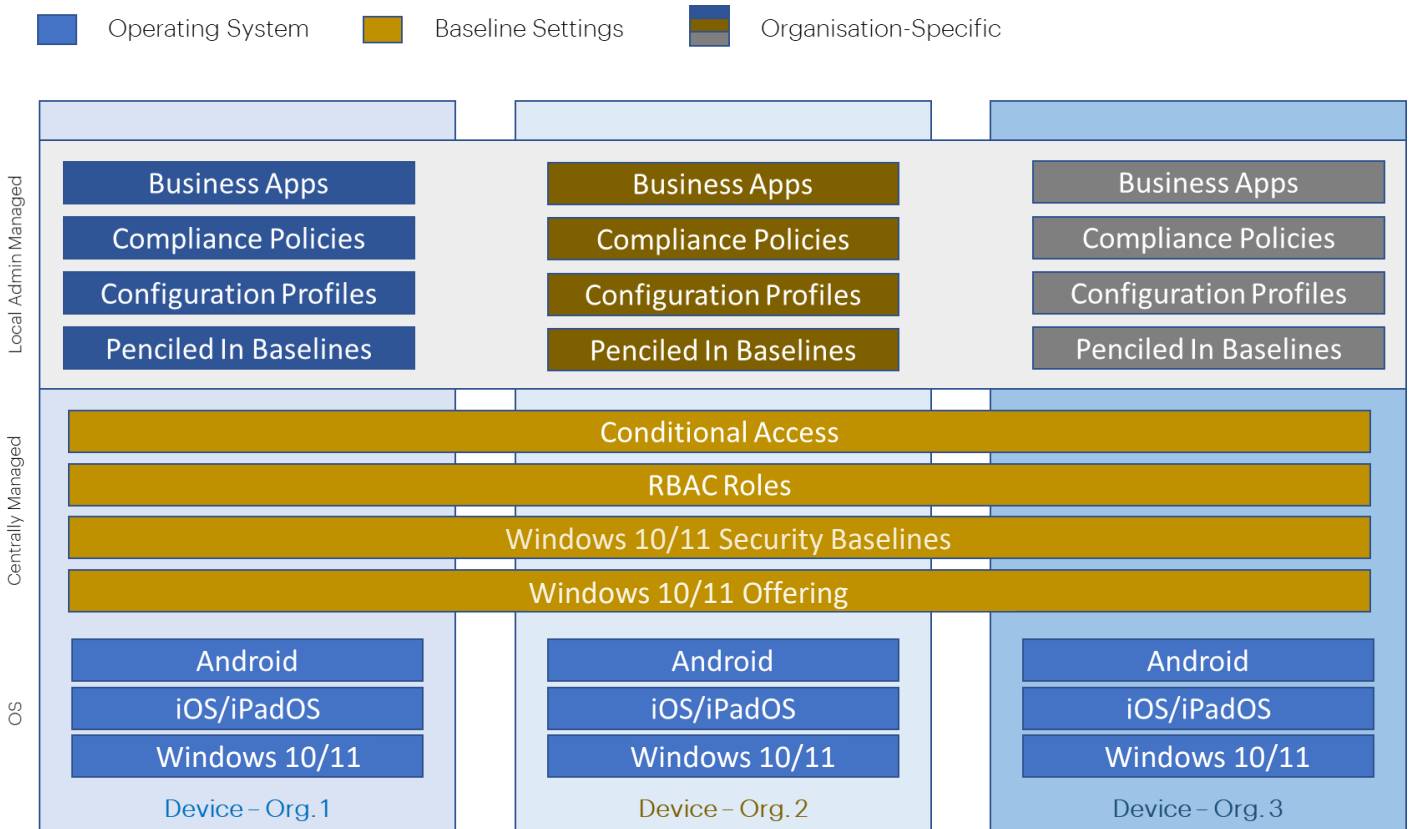 Operating System
Baseline Settings
Organisation-Specific
Local Admin Managed
Business Apps
Business Apps
Business Apps
Compliance Policies
Compliance Policies
Compliance Policies
Configuration Profiles
Configuration Profiles
Configuration Profiles
Penciled In Baselines
Penciled In Baselines
Penciled In Baselines
Centrally Managed
Conditional Access
RBAC Roles
Windows 10/11 Security Baselines
Windows 10/11 Offering
OS
Android
Android
Android
iOS/iPadOS
iOS/iPadOS
iOS/iPadOS
Windows 10/11
Windows 10/11
Windows 10/11
Device – Org. 1
Device – Org. 2
Device – Org. 3